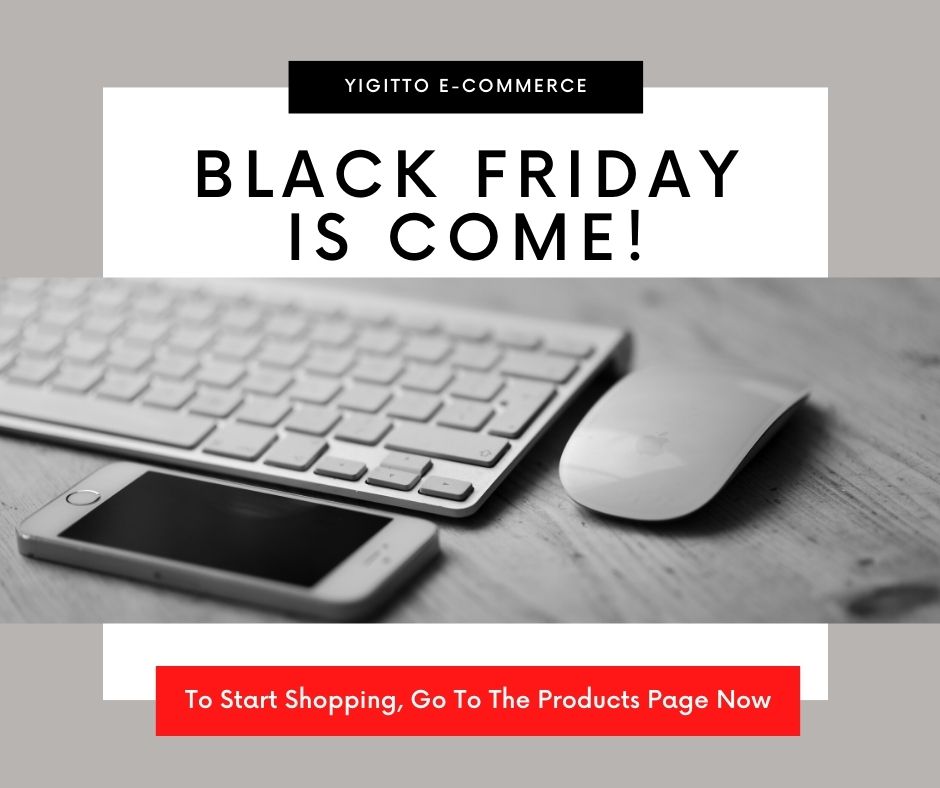 YIGITTO E-COMMERCE
BLACK FRIDAY
IS COME!
To Start Shopping, Go To The Products Page Now